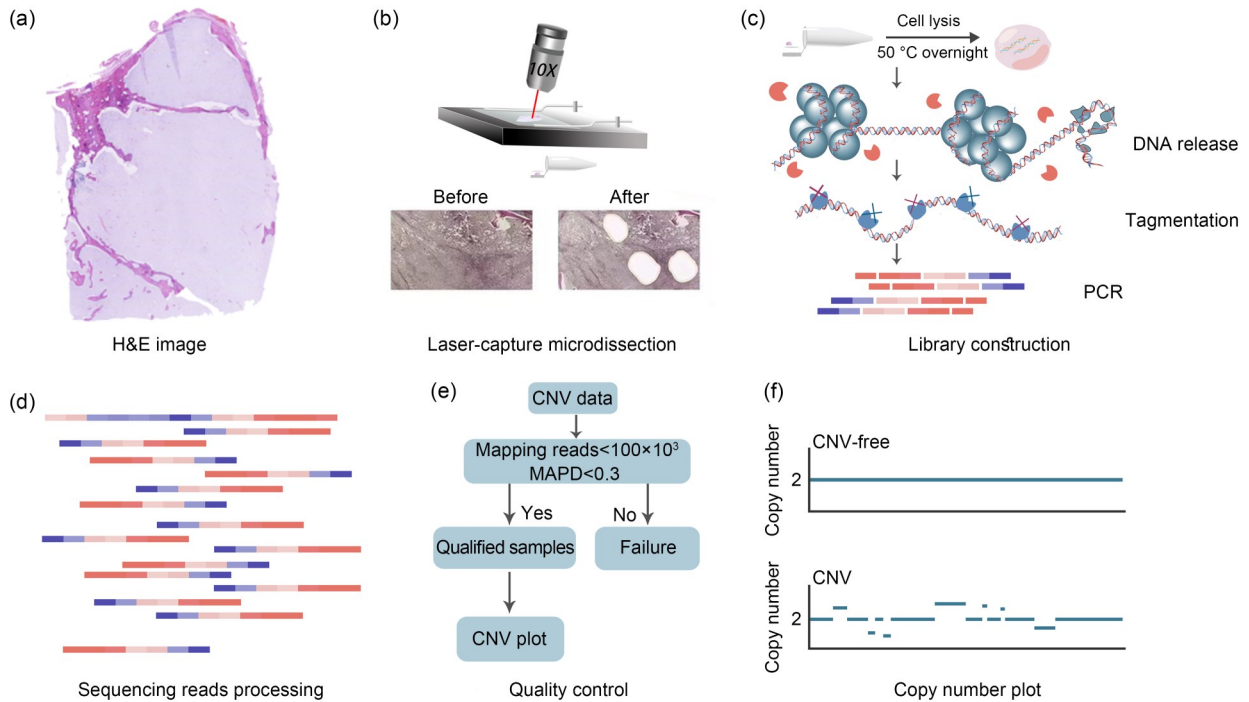 (a)
H&E image
(b)
10X
Before
After
Laser-capture microdissection
(c)
Cell lysis
50 °C overnight
DNA release
Tagmentation
PCR
Library construction
(d)
Sequencing reads processing
(e)
CNV data
Mapping reads<100×10³
MAPD<0.3
Yes
No
Qualified samples
Failure
CNV plot
Quality control
(f)
Copy number
CNV-free
2
Copy number
CNV
2
Copy number plot